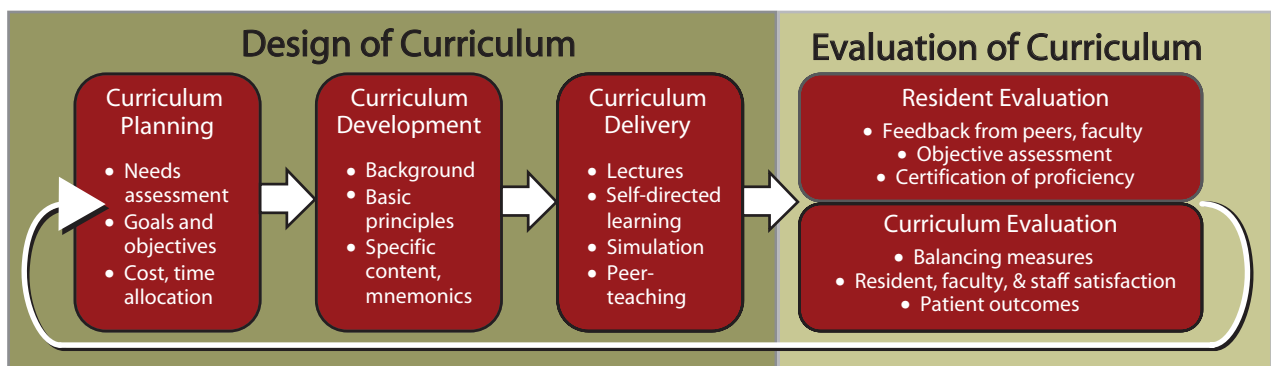 Design of Curriculum
Curriculum
Planning
• Needs
assessment
• Goals and
objectives
• Cost, time
allocation
Curriculum
Development
• Background
• Basic
principles
• Specific
content,
mnemonics
Curriculum
Delivery
• Lectures
• Self-directed
learning
• Simulation
• Peer-
teaching
Evaluation of Curriculum
Resident Evaluation
• Feedback from peers, faculty
• Objective assessment
• Certification of proficiency
Curriculum Evaluation
• Balancing measures
• Resident, faculty, & staff satisfaction
• Patient outcomes